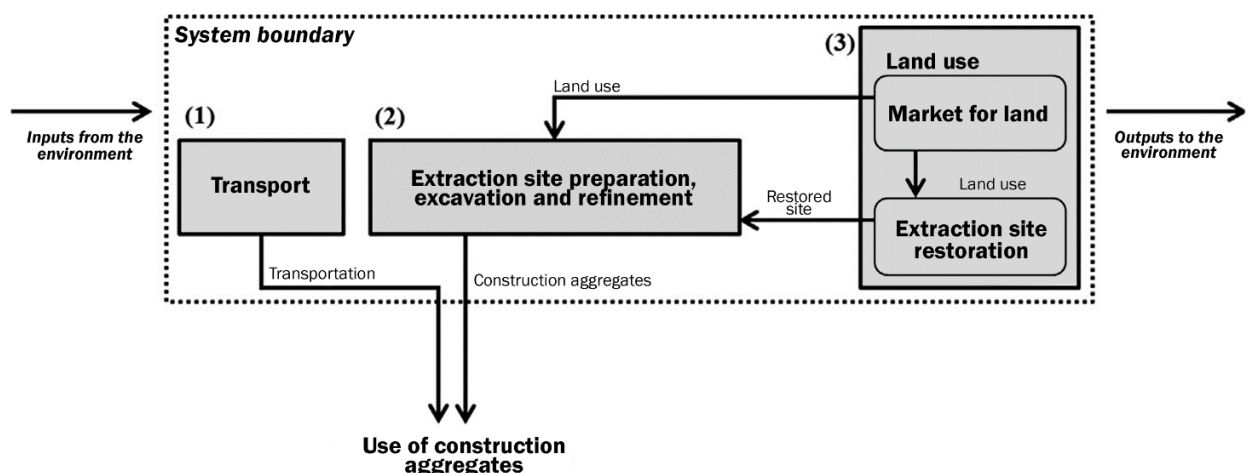 System boundary
(3)
Land use
Land use
Market for land
Inputs from the
environment
(1)
(2)
Outputs to the
environment
Transport
Extraction site preparation,
excavation and refinement
Land use
Restored
site
Extraction site
restoration
Transportation
Construction aggregates
Use of construction
aggregates